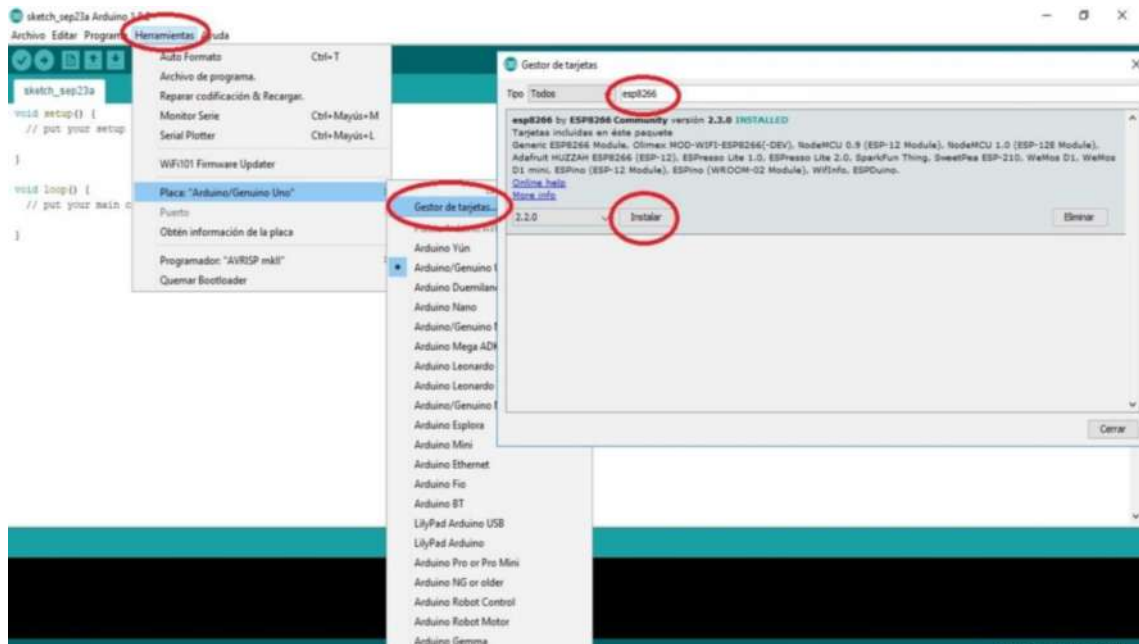 sketch_sep23a Arduino
Archivo Editar Programa Herramientas Ayuda
sketch_sep23a
void setup() {
// put your setup
}
void loop() {
// put your main c
}
Auto Formato Ctrl+T
Archivo de programa.
Reparar codificación & Recargar.
Monitor Serie Ctrl+Mayús+M
Serial Plotter Ctrl+Mayús+L
WiFi101 Firmware Updater
Placa: "Arduino/Genuino Uno"
Puerto
Obtén información de la placa
Programador: "AVRISP mkII"
Quemar Bootloader
Gestor de tarjetas...
Arduino Yún
Arduino/Genuino
Arduino Duemilan
Arduino Nano
Arduino/Genuino
Arduino Mega ADK
Arduino Leonardo
Arduino Leonardo
Arduino/Genuino
Arduino Esplora
Arduino Mini
Arduino Ethernet
Arduino Fio
Arduino BT
LilyPad Arduino USB
LilyPad Arduino
Arduino Pro or Pro Mini
Arduino NG or older
Arduino Robot Control
Arduino Robot Motor
Arduino Gemma
Gestor de tarjetas
Tipo Todos esp8266
esp8266 by ESP8266 Community versión 2.3.0 INSTALLED
Tarjetas incluidas en éste paquete
Generic ESP8266 Module, Olimex MOD-WIFI-ESP8266(-DEV), NodeMCU 0.9 (ESP-12 Module), NodeMCU 1.0 (ESP-12E Module),
Adafruit HUZZAH ESP8266 (ESP-12), ESPresso Lite 1.0, ESPresso Lite 2.0, SparkFun Thing, SweetPea ESP-210, WeMos D1, WeMos
D1 mini, ESPino (ESP-12 Module), ESPino (WROOM-02 Module), WifInfo, ESPDuino.
Online help
More info
2.2.0 Instalar Eliminar
Cerrar